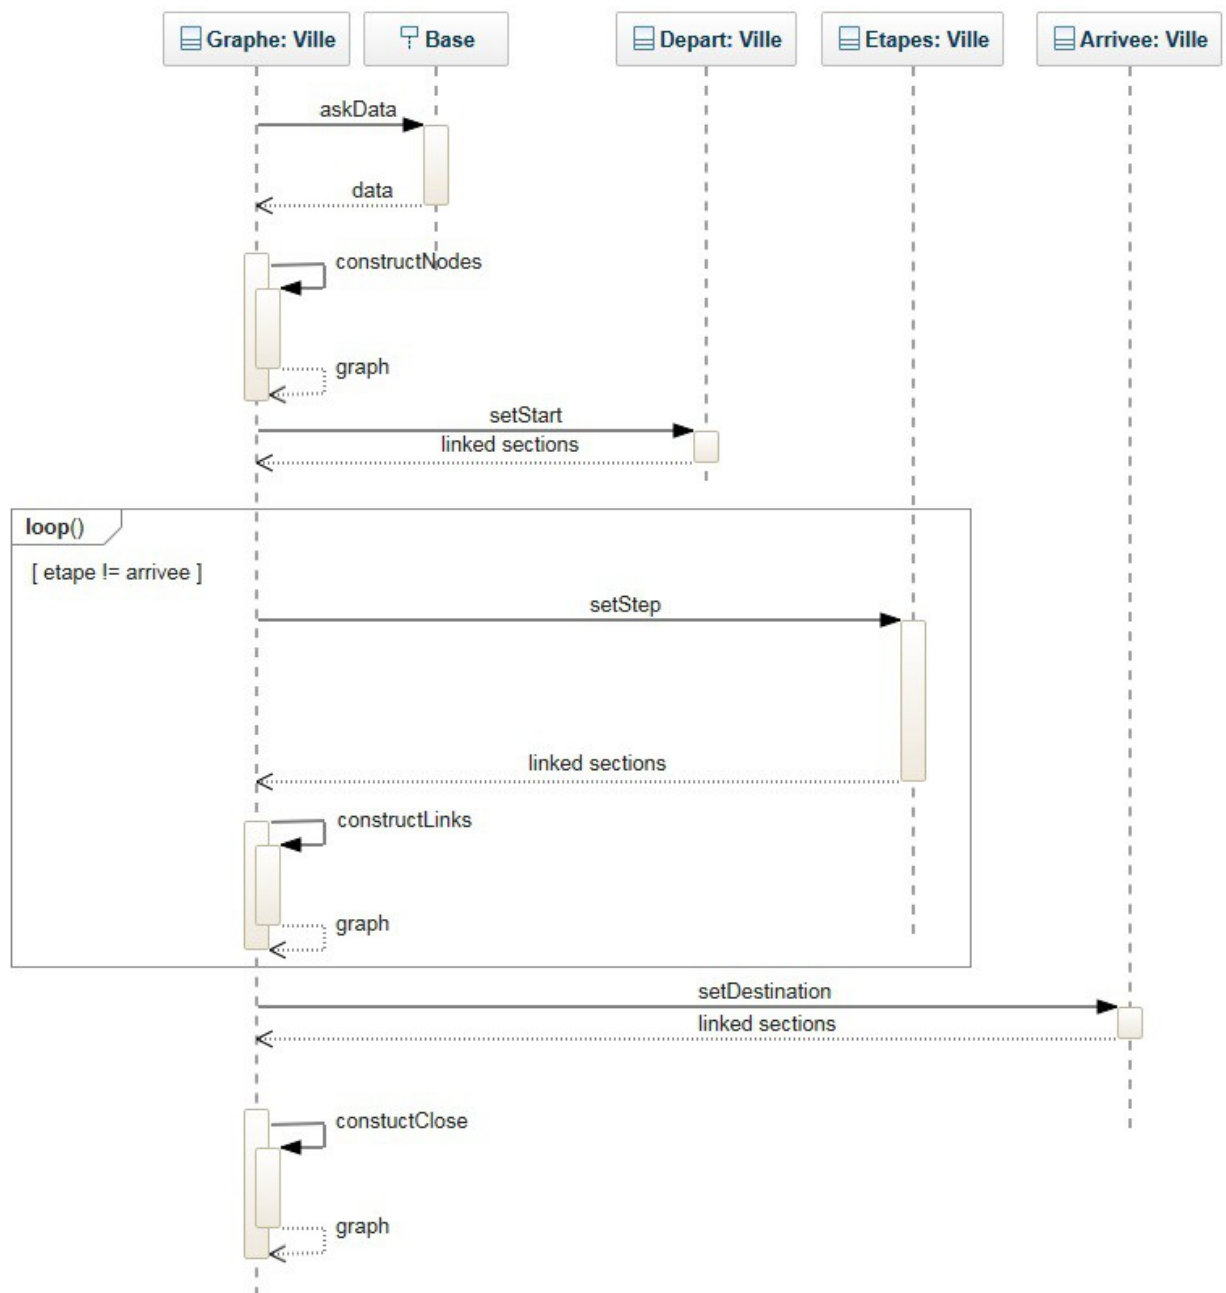 Graphe: Ville
Base
Depart: Ville
Etapes: Ville
Arrivee: Ville
askData
data
constructNodes
graph
setStart
linked sections
loop()
[ etape != arrivee ]
setStep
linked sections
constructLinks
graph
setDestination
linked sections
constuctClose
graph